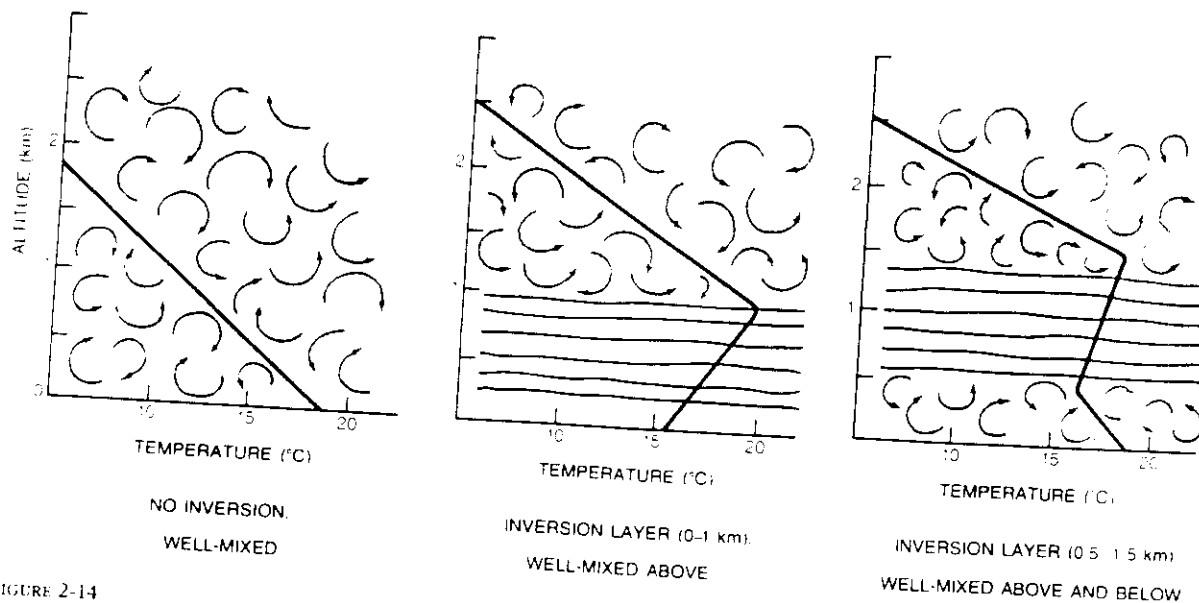 ALTITUDE (km)
2
1
0
10
15
20
TEMPERATURE (°C)
NO INVERSION.
WELL-MIXED
2
1
10
15
20
TEMPERATURE (°C)
INVERSION LAYER (0–1 km).
WELL-MIXED ABOVE
2
1
10
15
20
TEMPERATURE (°C)
INVERSION LAYER (0.5–1.5 km)
WELL-MIXED ABOVE AND BELOW
IGURE 2-14